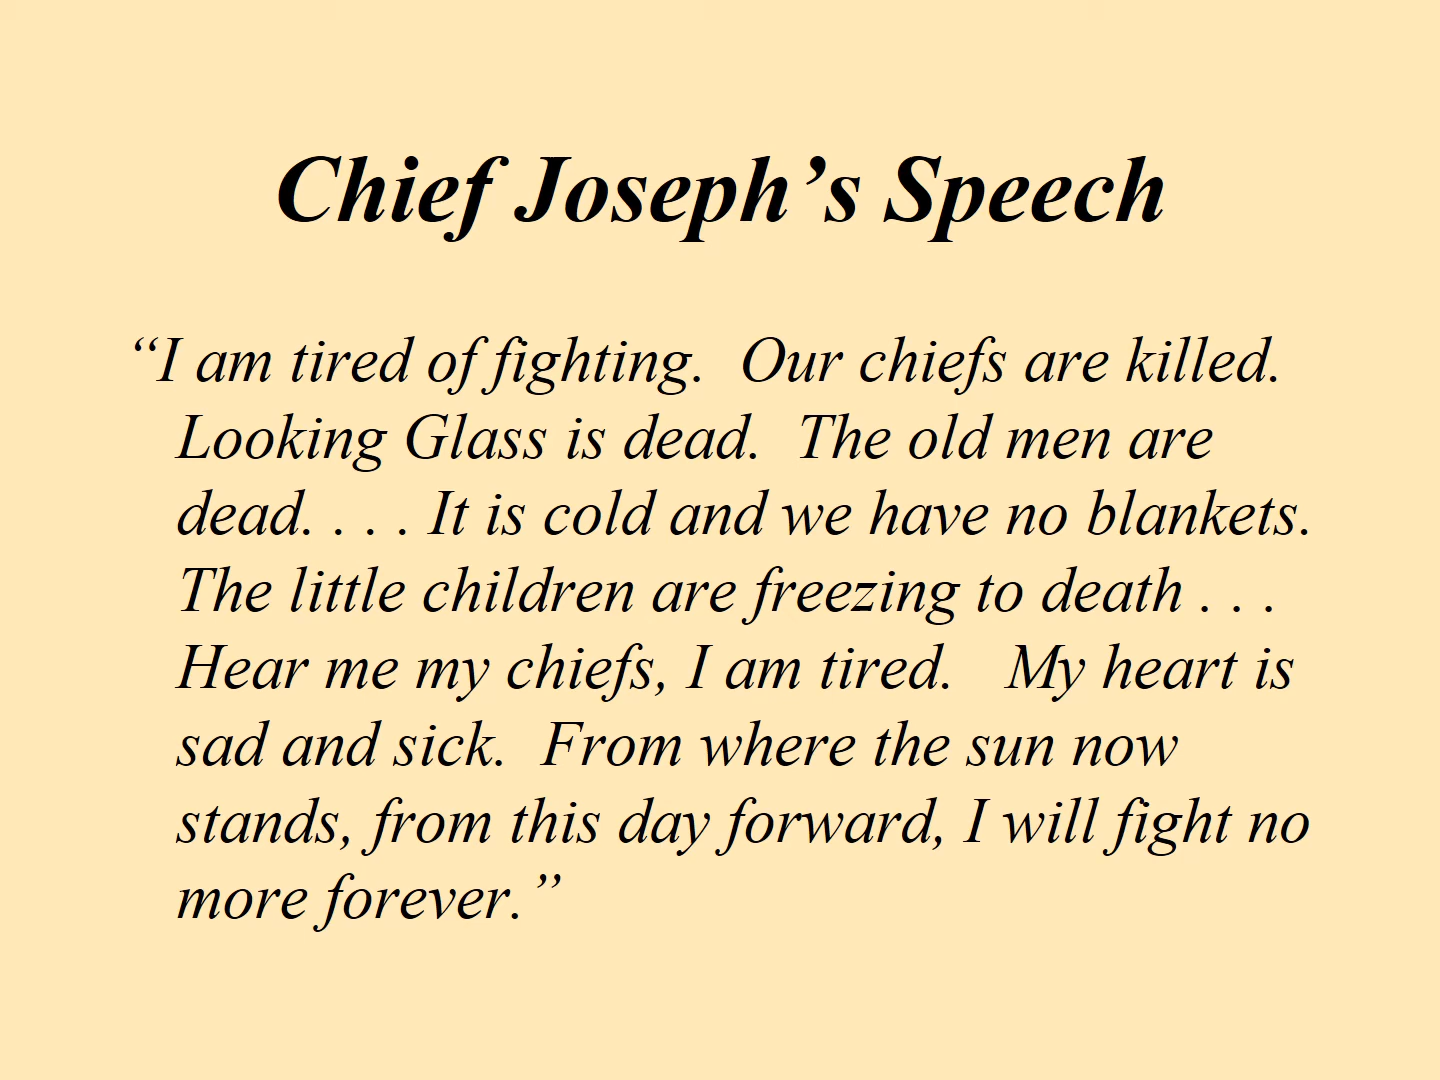 Chief Joseph’s Speech
“I am tired of fighting.  Our chiefs are killed.
Looking Glass is dead.  The old men are
dead. . . . It is cold and we have no blankets.
The little children are freezing to death . . .
Hear me my chiefs, I am tired.   My heart is
sad and sick.  From where the sun now
stands, from this day forward, I will fight no
more forever.”